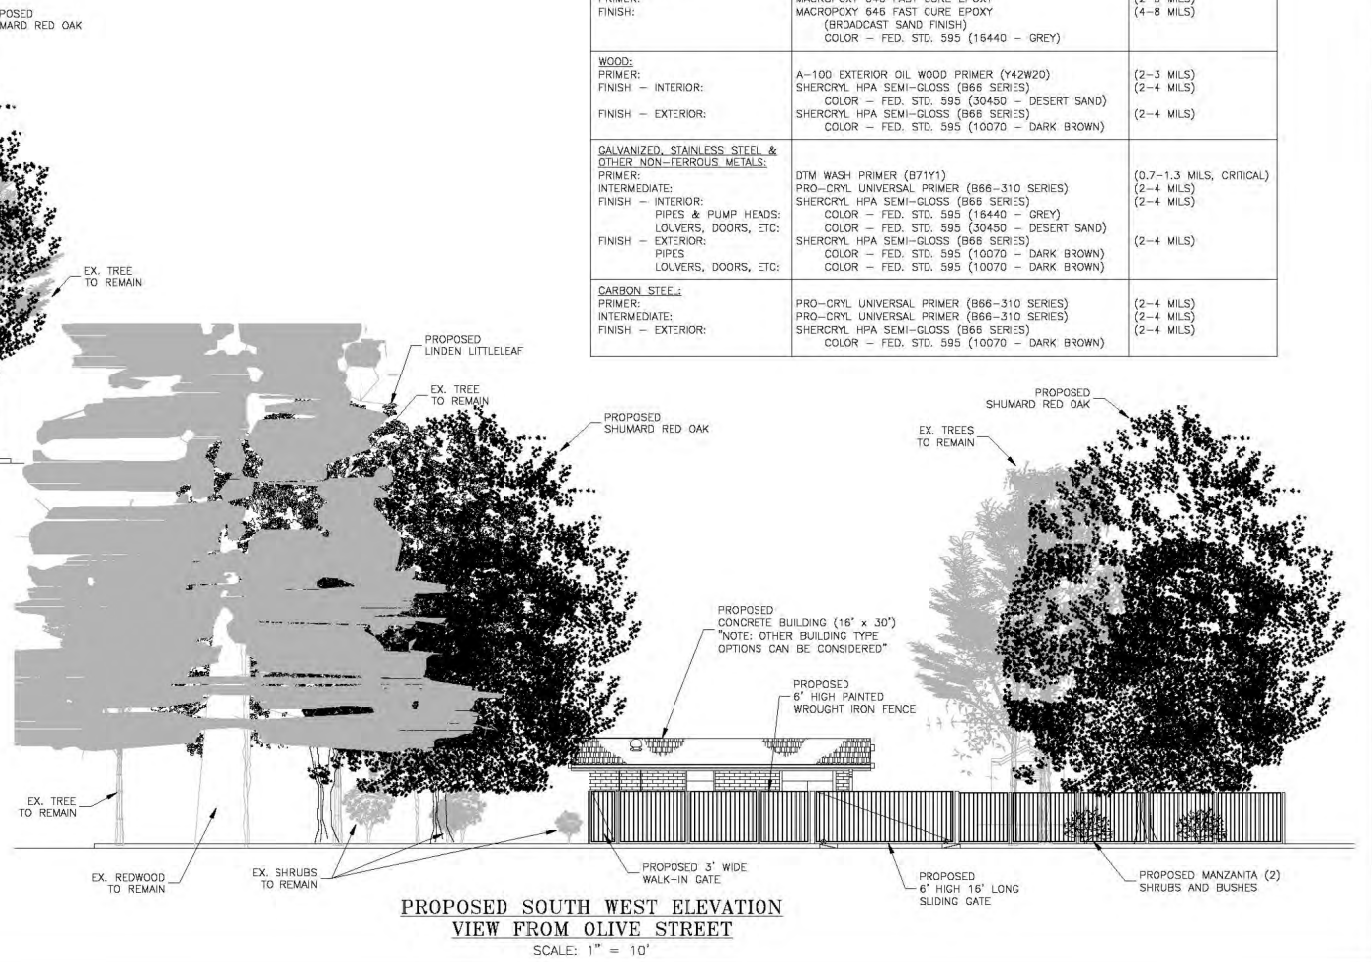 POSED
MARD RED OAK
FINISH:
MACROPOXY 646 FAST CURE EPOXY
(4-8 MILS)
(BROADCAST SAND FINISH)
COLOR - FED. STD. 595 (16440 - GREY)
WOOD:
PRIMER:
A-100 EXTERIOR OIL WOOD PRIMER (Y42W20)
(2-3 MILS)
FINISH - INTERIOR:
SHERCRYL HPA SEMI-GLOSS (B66 SERIES)
(2-4 MILS)
COLOR - FED. STD. 595 (30450 - DESERT SAND)
FINISH - EXTERIOR:
SHERCRYL HPA SEMI-GLOSS (B66 SERIES)
(2-4 MILS)
COLOR - FED. STD. 595 (10070 - DARK BROWN)
GALVANIZED, STAINLESS STEEL &
OTHER NON-FERROUS METALS:
PRIMER:
DTM WASH PRIMER (B71Y1)
(0.7-1.3 MILS, CRITICAL)
INTERMEDIATE:
PRO-CRYL UNIVERSAL PRIMER (B66-310 SERIES)
(2-4 MILS)
FINISH - INTERIOR:
SHERCRYL HPA SEMI-GLOSS (B66 SERIES)
(2-4 MILS)
PIPES & PUMP HEADS:
COLOR - FED. STD. 595 (16440 - GREY)
LOUVERS, DOORS, ETC:
COLOR - FED. STD. 595 (30450 - DESERT SAND)
FINISH - EXTERIOR:
SHERCRYL HPA SEMI-GLOSS (B66 SERIES)
(2-4 MILS)
PIPES
COLOR - FED. STD. 595 (10070 - DARK BROWN)
LOUVERS, DOORS, ETC:
COLOR - FED. STD. 595 (10070 - DARK BROWN)
CARBON STEEL:
PRIMER:
PRO-CRYL UNIVERSAL PRIMER (B66-310 SERIES)
(2-4 MILS)
INTERMEDIATE:
PRO-CRYL UNIVERSAL PRIMER (B66-310 SERIES)
(2-4 MILS)
FINISH - EXTERIOR:
SHERCRYL HPA SEMI-GLOSS (B66 SERIES)
(2-4 MILS)
COLOR - FED. STD. 595 (10070 - DARK BROWN)
EX. TREE
TO REMAIN
PROPOSED
LINDEN LITTLELEAF
EX. TREE
TO REMAIN
PROPOSED
SHUMARD RED OAK
PROPOSED
SHUMARD RED OAK
EX. TREES
TO REMAIN
PROPOSED
CONCRETE BUILDING (16' x 30')
"NOTE: OTHER BUILDING TYPE
OPTIONS CAN BE CONSIDERED"
PROPOSED
6' HIGH PAINTED
WROUGHT IRON FENCE
EX. TREE
TO REMAIN
EX. REDWOOD
TO REMAIN
EX. SHRUBS
TO REMAIN
PROPOSED 3' WIDE
WALK-IN GATE
PROPOSED
6' HIGH 16' LONG
SLIDING GATE
PROPOSED MANZANITA (2)
SHRUBS AND BUSHES
PROPOSED SOUTH WEST ELEVATION
VIEW FROM OLIVE STREET
SCALE: 1" = 10'